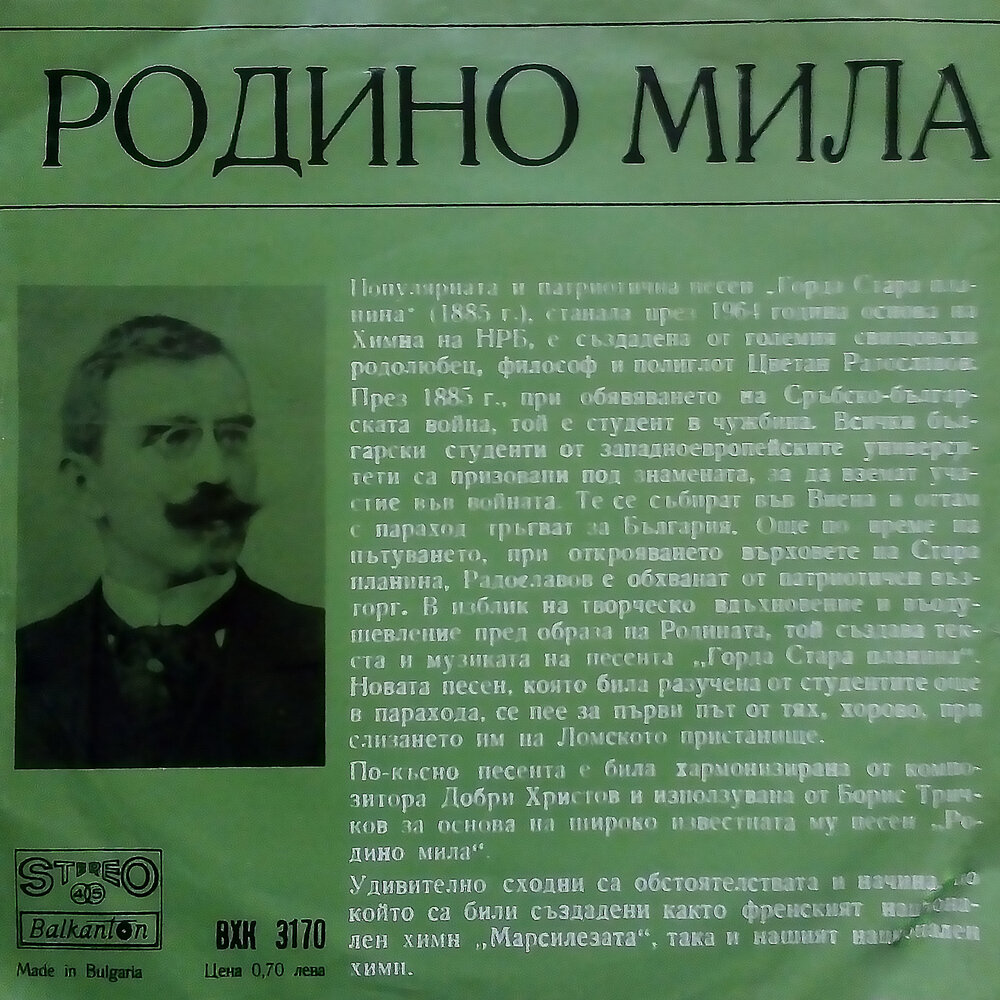 РОДИНО МИЛА
Популярната и патриотична песен „Горда Стара пла-
нина“ (1885 г.), станала през 1964 година основа на
Химна на НРБ, е създадена от големия свищовски
родолюбец, философ и полиглот Цветан Радославов.
През 1885 г., при обявяването на Сръбско-българ-
ската война, той е студент в чужбина. Всички бъл-
гарски студенти от западноевропейските универси-
тети са призовани под знамената, за да вземат уча-
стие във войната. Те се събират във Виена и оттам
с параход тръгват за България. Още по време на
пътуването, при открояването върховете на Стара
планина, Радославов е обхванат от патриотичен въз-
торг. В изблик на творческо вдъхновение и въоду-
шевление пред образа на Родината, той създава тек-
ста и музиката на песента „Горда Стара планина“.
Новата песен, която била разучена от студентите още
в парахода, се пее за първи път от тях, хорово, при
слизането им на Ломското пристанище.
По-късно песента е била хармонизирана от компо-
зитора Добри Христов и използувана от Борис Трич-
ков за основа на широко известната му песен „Ро-
дино мила“.
Удивително сходни са обстоятелствата и начина, по
който са били създадени както френският национа-
лен химн „Марсилезата“, така и нашият национален
химн.
STEREO
45
Balkanton
Made in Bulgaria
ВХК 3170
Цена 0,70 лева